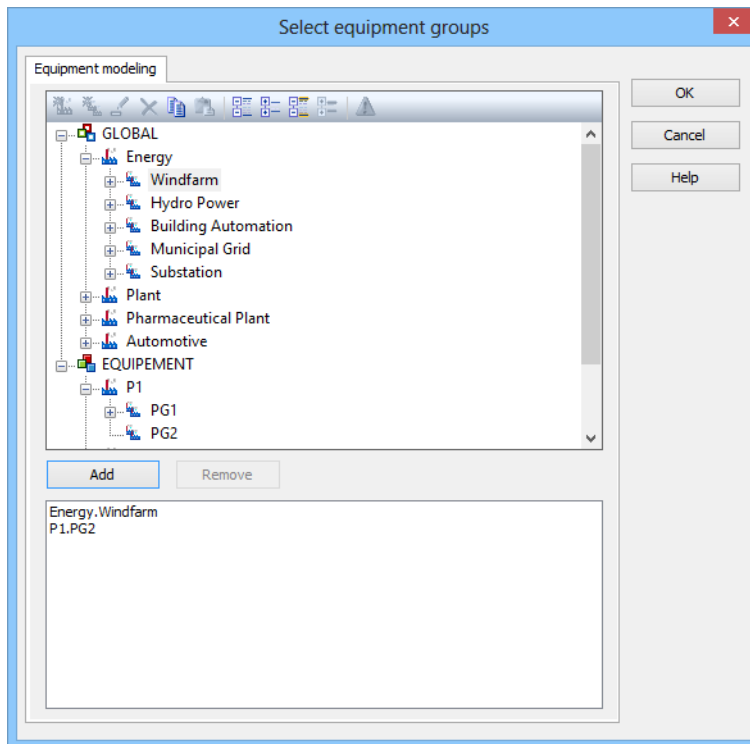 Select equipment groups
Equipment modeling
GLOBAL
Energy
Windfarm
Hydro Power
Building Automation
Municipal Grid
Substation
Plant
Pharmaceutical Plant
Automotive
EQUIPEMENT
P1
PG1
PG2
Add
Remove
Energy.Windfarm
P1.PG2
OK
Cancel
Help